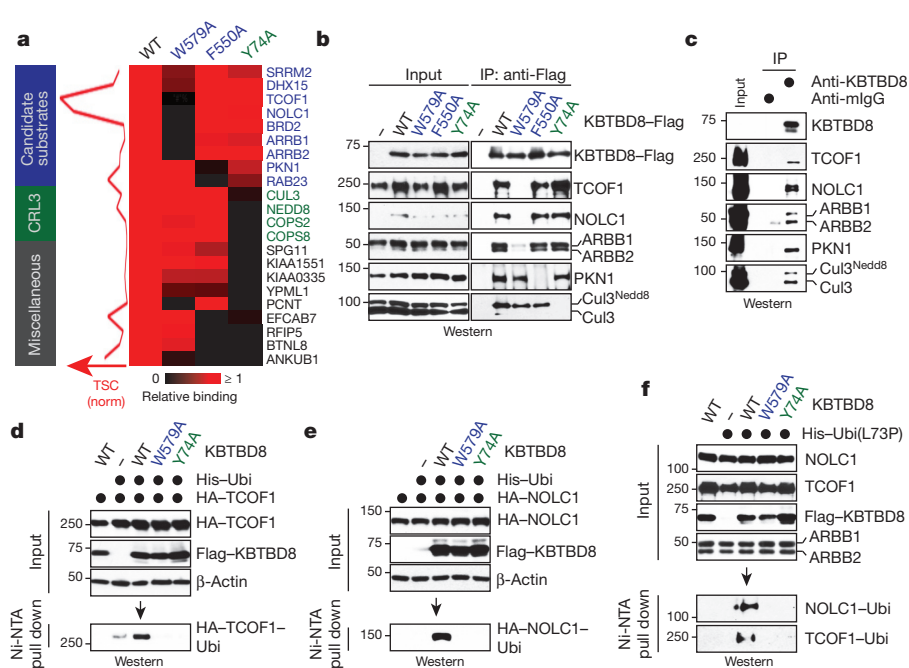 a
WT
W579A
F550A
Y74A
Candidate
substrates
CRL3
Miscellaneous
SRRM2
DHX15
TCOF1
NOLC1
BRD2
ARRB1
ARRB2
PKN1
RAB23
CUL3
NEDD8
COPS2
COPS8
SPG11
KIAA1551
KIAA0335
YPML1
PCNT
EFCAB7
RFIP5
BTNL8
ANKUB1
TSC
(norm)
0 ≥ 1
Relative binding
b
Input IP: anti-Flag
– WT W579A F550A Y74A – WT W579A F550A Y74A KBTBD8–Flag
75 KBTBD8–Flag
250 TCOF1
150 NOLC1
50 ARBB1
ARBB2
150 PKN1
100 Cul3Nedd8
Cul3
Western
c
Input IP
Anti-KBTBD8
Anti-mIgG
75 KBTBD8
250 TCOF1
150 NOLC1
50 ARBB1
ARBB2
150 PKN1
100 Cul3Nedd8
Cul3
Western
d
WT – WT W579A Y74A KBTBD8
His–Ubi
HA–TCOF1
Input
250 HA–TCOF1
75 Flag–KBTBD8
50 β-Actin
Ni-NTA
pull down
250 HA–TCOF1–
Ubi
Western
e
– WT W579A Y74A KBTBD8
His–Ubi
HA–NOLC1
Input
150 HA–NOLC1
75 Flag–KBTBD8
50 β-Actin
Ni-NTA
pull down
150 HA–NOLC1–
Ubi
Western
f
WT – WT W579A Y74A KBTBD8
His–Ubi(L73P)
Input
100 NOLC1
250 TCOF1
75 Flag–KBTBD8
50 ARBB1
ARBB2
Ni-NTA
pull down
100 NOLC1–Ubi
250 TCOF1–Ubi
Western